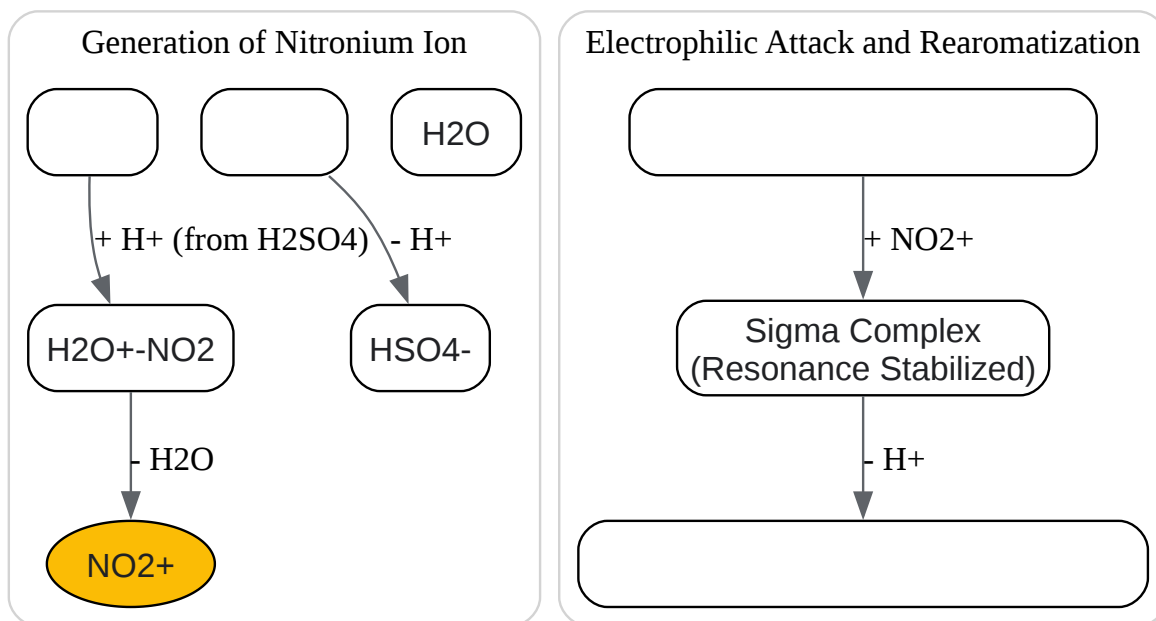 Generation of Nitronium Ion
H2O
+ H+ (from H2SO4)
- H+
H2O+-NO2
HSO4-
- H2O
NO2+
Electrophilic Attack and Rearomatization
+ NO2+
Sigma Complex
(Resonance Stabilized)
- H+